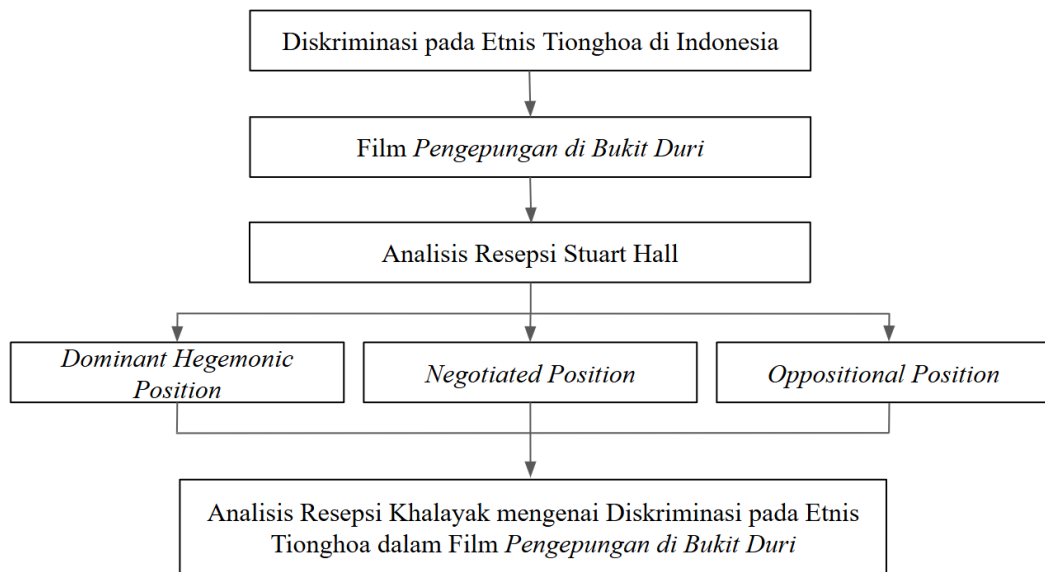 Diskriminasi pada Etnis Tionghoa di Indonesia
Film Pengepungan di Bukit Duri
Analisis Resepsi Stuart Hall
Dominant Hegemonic
Position
Negotiated Position
Oppositional Position
Analisis Resepsi Khalayak mengenai Diskriminasi pada Etnis
Tionghoa dalam Film Pengepungan di Bukit Duri